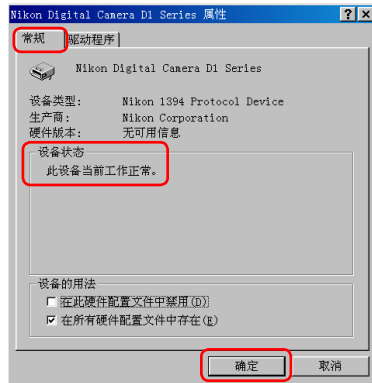 Nikon Digital Camera D1 Series 属性
常规 驱动程序
Nikon Digital Camera D1 Series
设备类型: Nikon 1394 Protocol Device
生产商: Nikon Corporation
硬件版本: 无可用信息
设备状态
此设备当前工作正常。
设备的用法
在此硬件配置文件中禁用(D)
在所有硬件配置文件中存在(E)
确定 取消